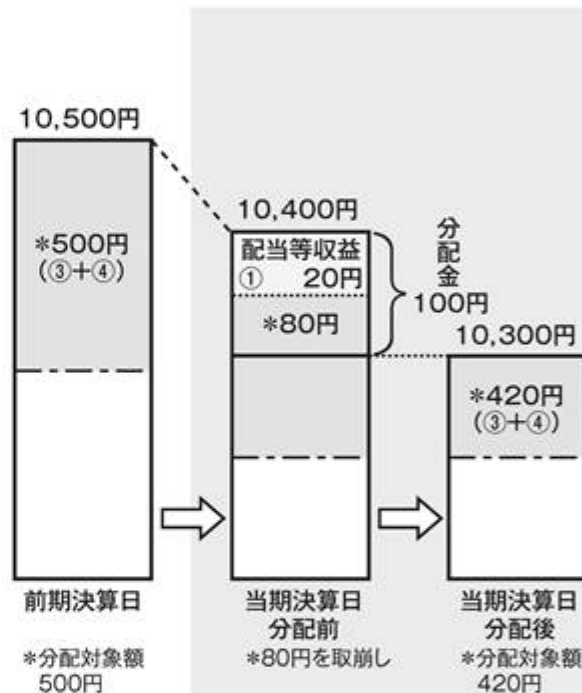 10,500円
*500円
(③+④)
前期決算日
*分配対象額
500円
10,400円
配当等収益
① 20円
*80円
分配金
100円
当期決算日
分配前
*80円を取崩し
10,300円
*420円
(③+④)
当期決算日
分配後
*分配対象額
420円